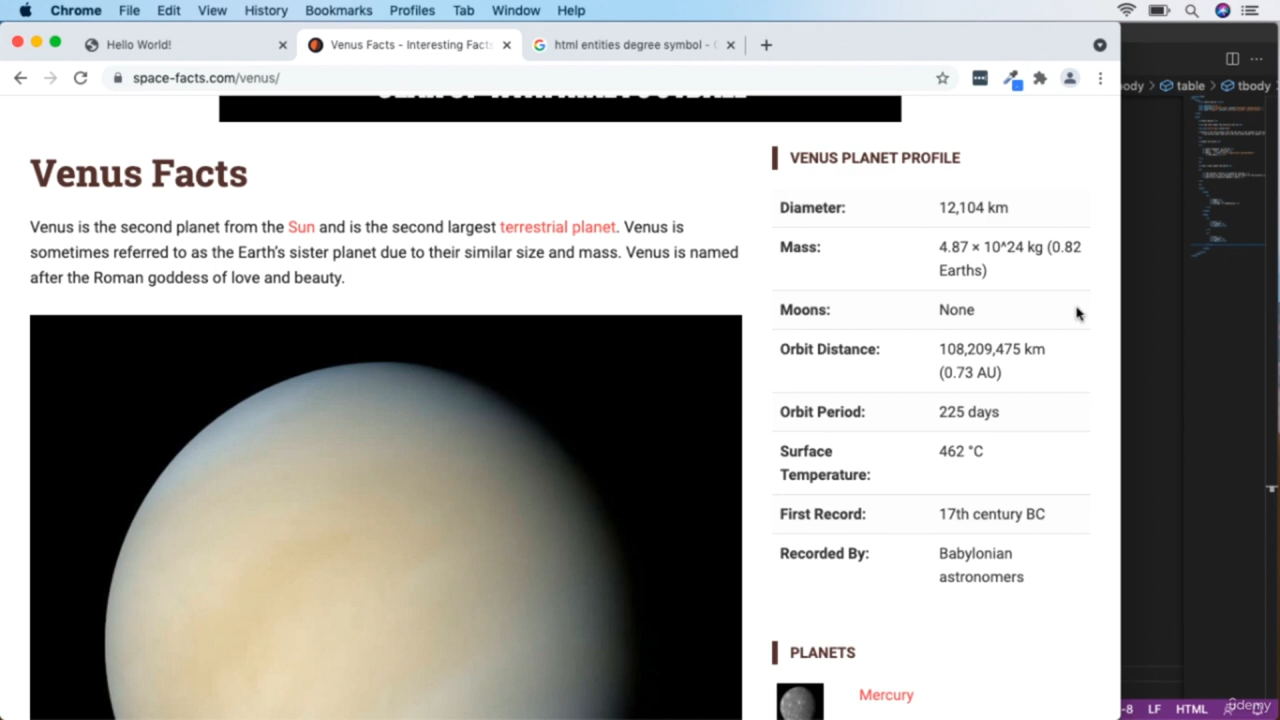 Chrome File Edit View History Bookmarks Profiles Tab Window Help
Hello World!
Venus Facts - Interesting Facts
html entities degree symbol - (
space-facts.com/venus/
ody > table > tbody
Venus Facts
Venus is the second planet from the Sun and is the second largest terrestrial planet. Venus is
sometimes referred to as the Earth's sister planet due to their similar size and mass. Venus is named
after the Roman goddess of love and beauty.
VENUS PLANET PROFILE
Diameter: 12,104 km
Mass: 4.87 × 10^24 kg (0.82
Earths)
Moons: None
Orbit Distance: 108,209,475 km
(0.73 AU)
Orbit Period: 225 days
Surface 462 °C
Temperature:
First Record: 17th century BC
Recorded By: Babylonian
astronomers
PLANETS
Mercury
-8 LF HTML
ûdemy